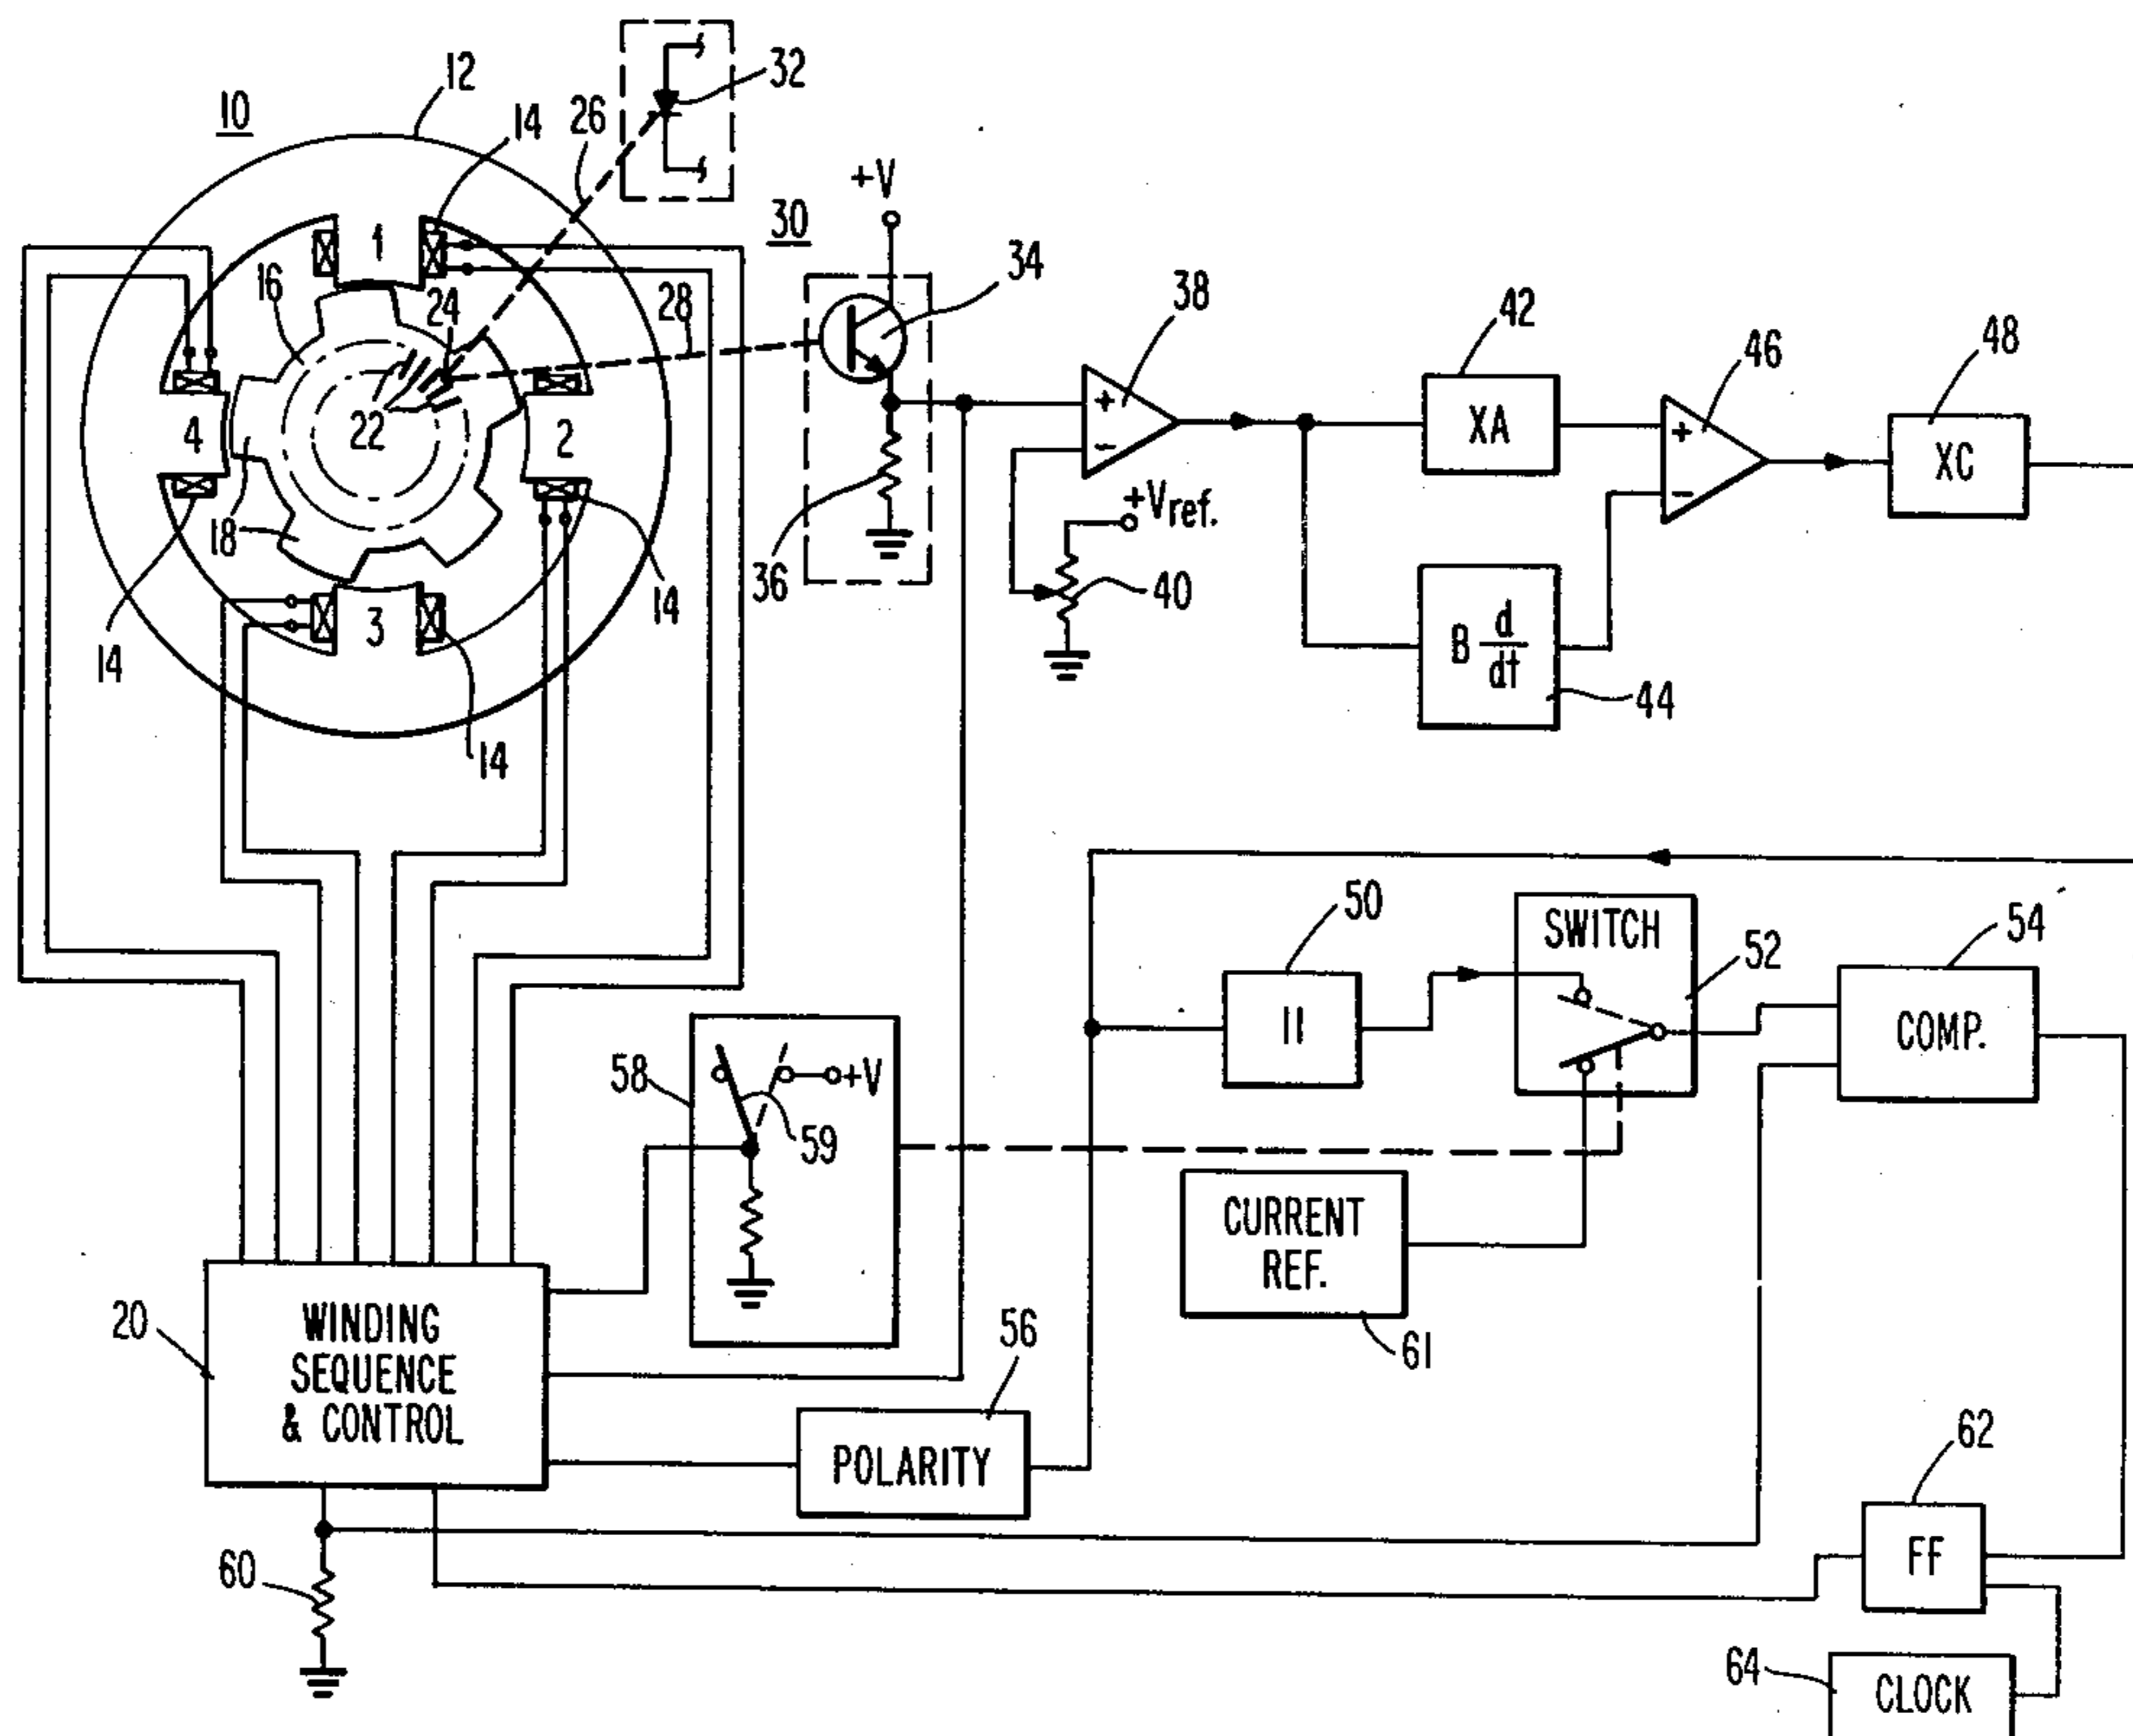 10
12
14
26
32
+V
30
34
1
16
24
28
38
42
46
48
4
22
2
+
−
XA
+
−
XC
18
+Vref.
36
40
B d/dt
44
14
3
14
14
50
SWITCH
52
54
11
COMP.
58
+V
59
CURRENT
REF.
61
20
WINDING
SEQUENCE
& CONTROL
56
POLARITY
62
FF
60
64
CLOCK